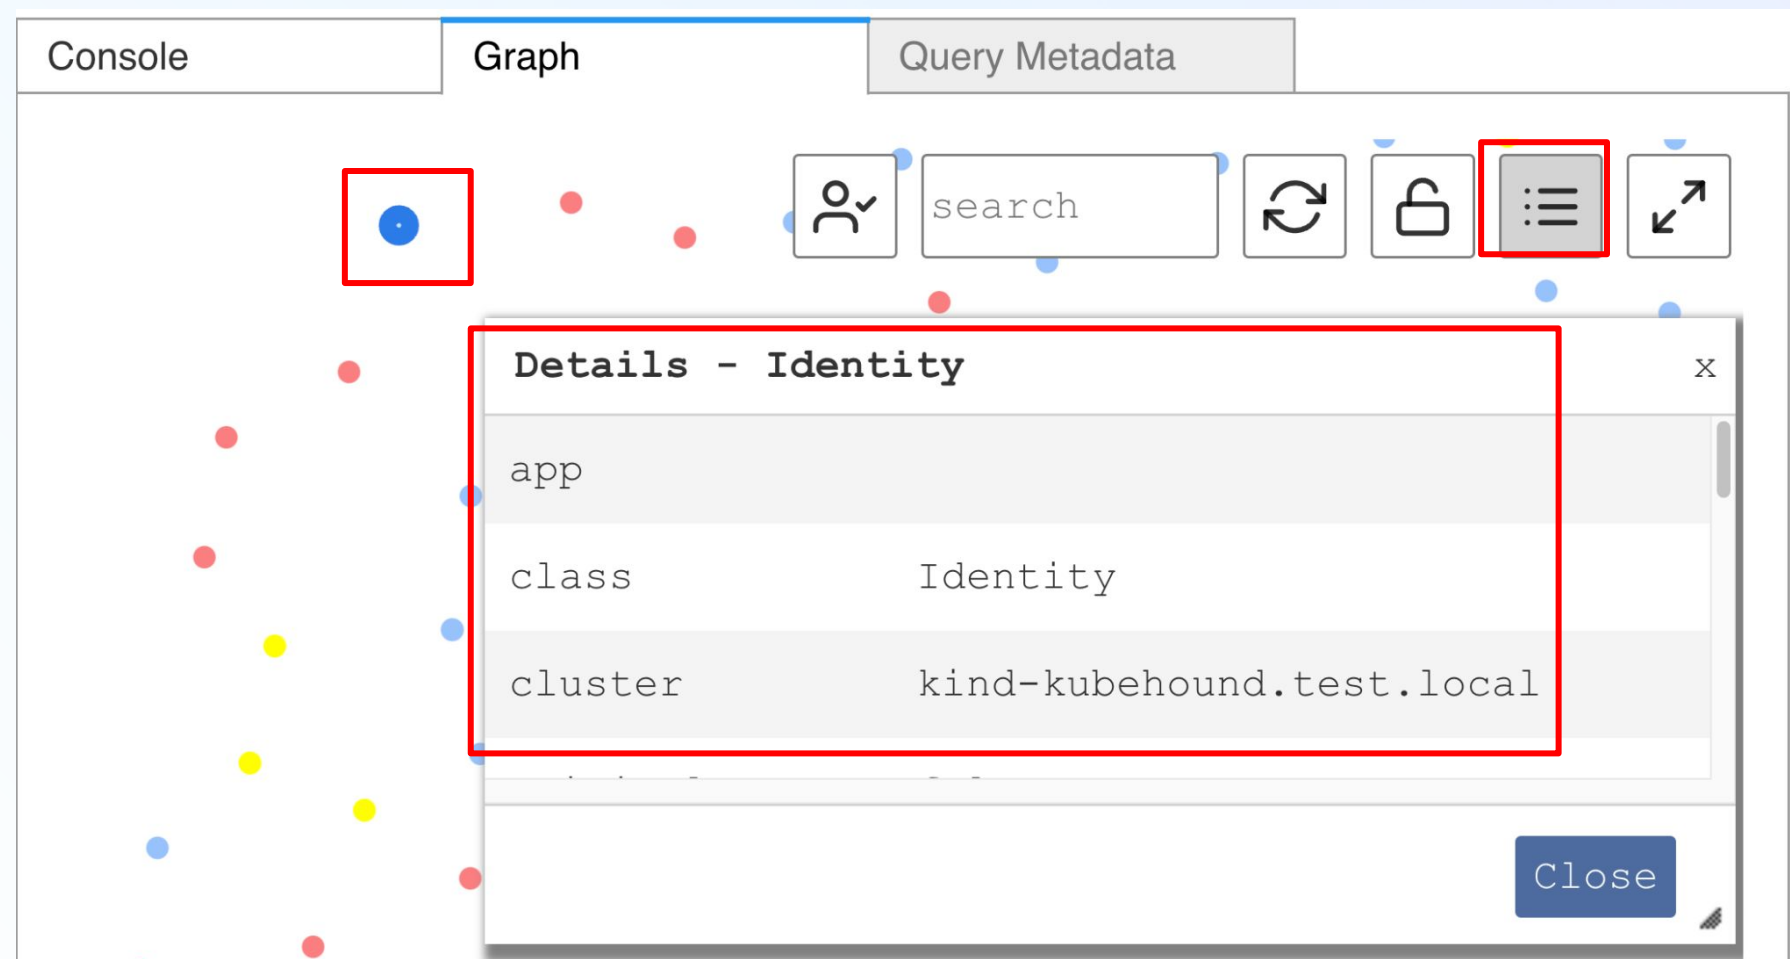 Console
Graph
Query Metadata
search
Details - Identity
x
app
class Identity
cluster kind-kubehound.test.local
Close